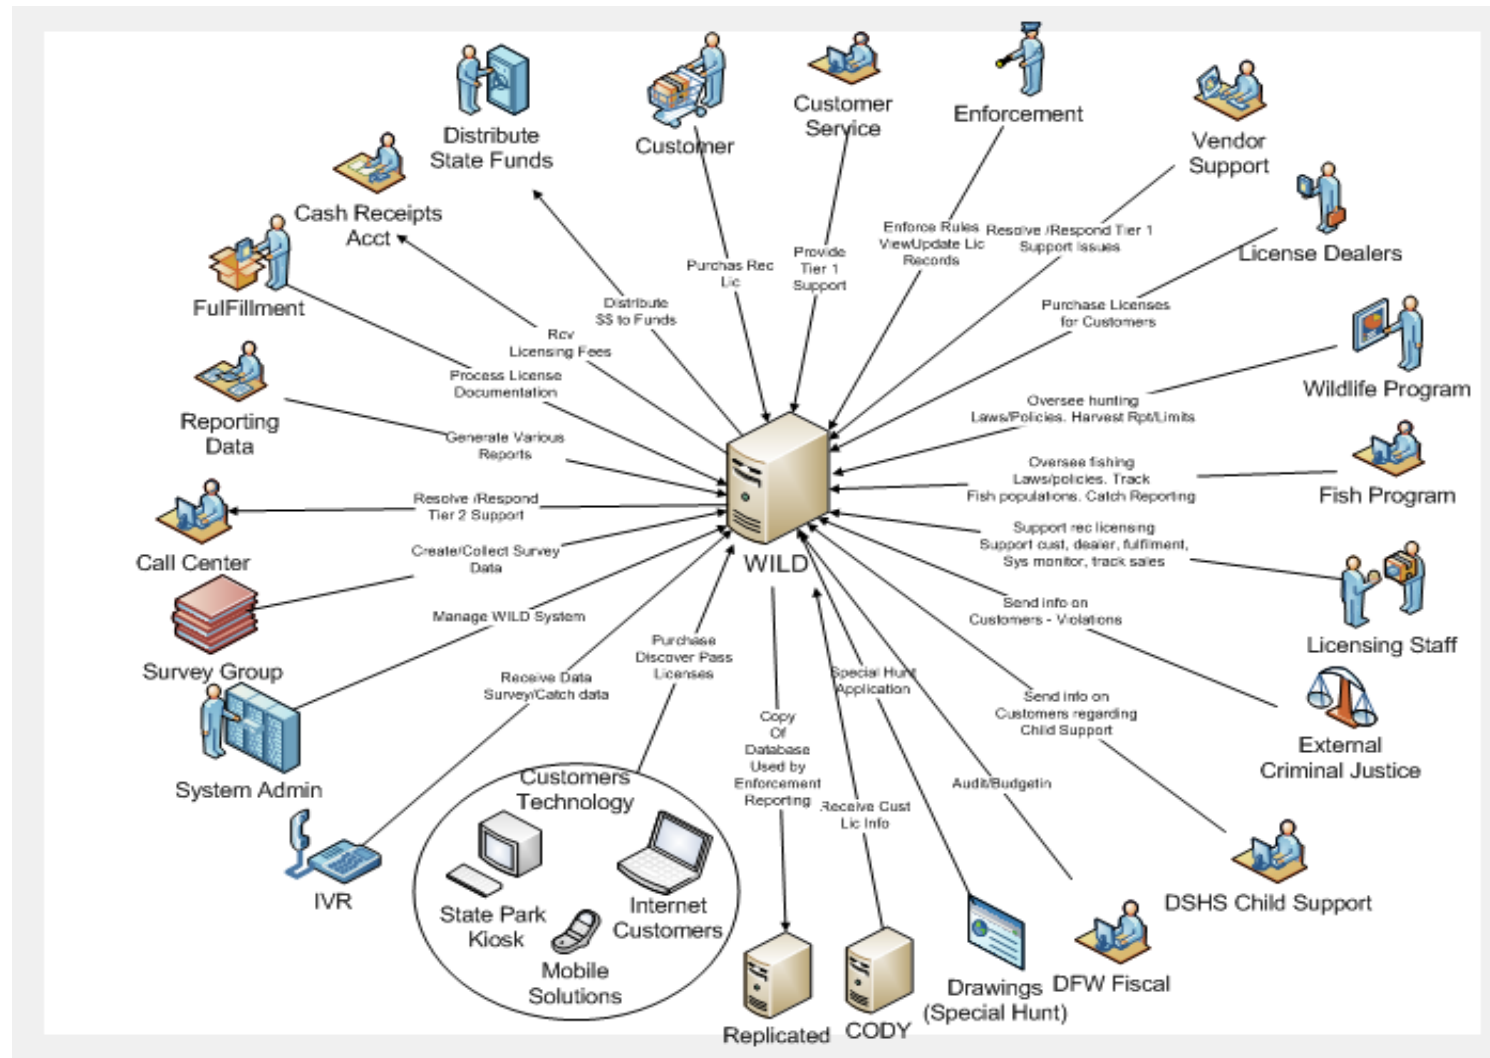 Distribute
State Funds
Customer
Customer
Service
Enforcement
Vendor
Support
Cash Receipts
Acct
License Dealers
FulFillment
Wildlife Program
Reporting
Data
Fish Program
Call Center
Licensing Staff
Survey Group
External
Criminal Justice
System Admin
DSHS Child Support
IVR
DFW Fiscal
Drawings
(Special Hunt)
CODY
Replicated
Customers
Technology
State Park
Kiosk
Internet
Customers
Mobile
Solutions
WILD
Distribute
$$ to Funds
Purchas Rec
Lic
Provide
Tier 1
Support
Enforce Rules
ViewUpdate Lic
Records
Resolve /Respond Tier 1
Support Issues
Purchase Licenses
for Customers
Rcv
Licensing Fees
Process License
Documentation
Oversee hunting
Laws/Policies. Harvest Rpt/Limits
Generate Various
Reports
Oversee fishing
Laws/policies. Track
Fish populations. Catch Reporting
Resolve /Respond
Tier 2 Support
Support rec licensing
Support cust, dealer, fulfilment,
Sys monitor, track sales
Create/Collect Survey
Data
Send info on
Customers - Violations
Manage WILD System
Send info on
Customers regarding
Child Support
Receive Data
Survey/Catch data
Purchase
Discover Pass
Licenses
Audit/Budgetin
Special Hunt
Application
Copy
Of
Database
Used by
Enforcement
Reporting
Receive Cust
Lic Info